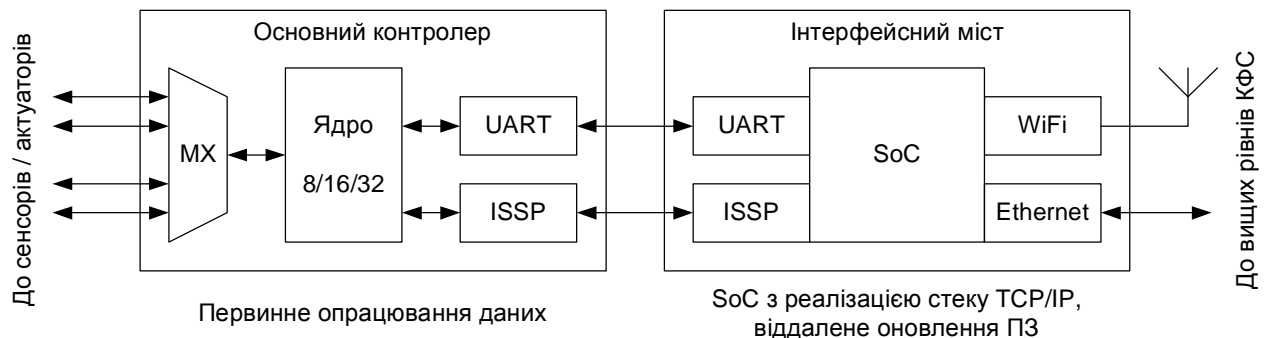 До сенсорів / актуаторів
Основний контролер
MX
Ядро
8/16/32
UART
ISSP
Первинне опрацювання даних
Інтерфейсний міст
UART
ISSP
SoC
WiFi
Ethernet
SoC з реалізацією стеку TCP/IP,
віддалене оновлення ПЗ
До вищих рівнів КФС